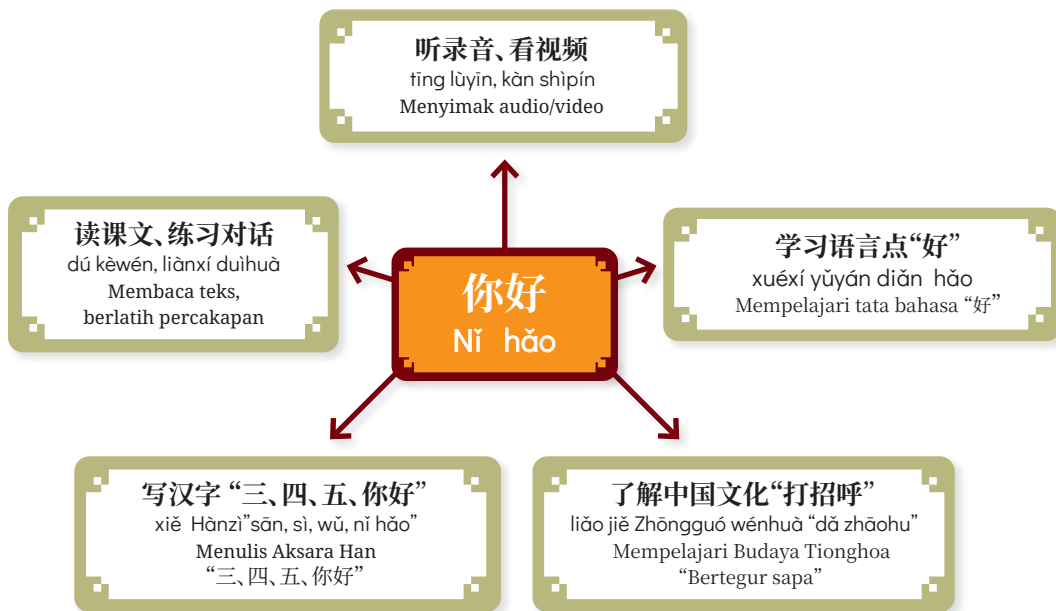 听录音、看视频
tīng lùyīn, kàn shìpín
Menyimak audio/video
读课文、练习对话
dú kèwén, liànxí duìhuà
Membaca teks,
berlatih percakapan
你好
Nǐ hǎo
学习语言点“好”
xuéxí yǔyán diǎn hǎo
Mempelajari tata bahasa “好”
写汉字 “三、四、五、你好”
xiě Hànzì”sān, sì, wǔ, nǐ hǎo”
Menulis Aksara Han
“三、四、五、你好”
了解中国文化“打招呼”
liǎo jiě Zhōngguó wénhuà “dǎ zhāohu”
Mempelajari Budaya Tionghoa
“Bertegur sapa”